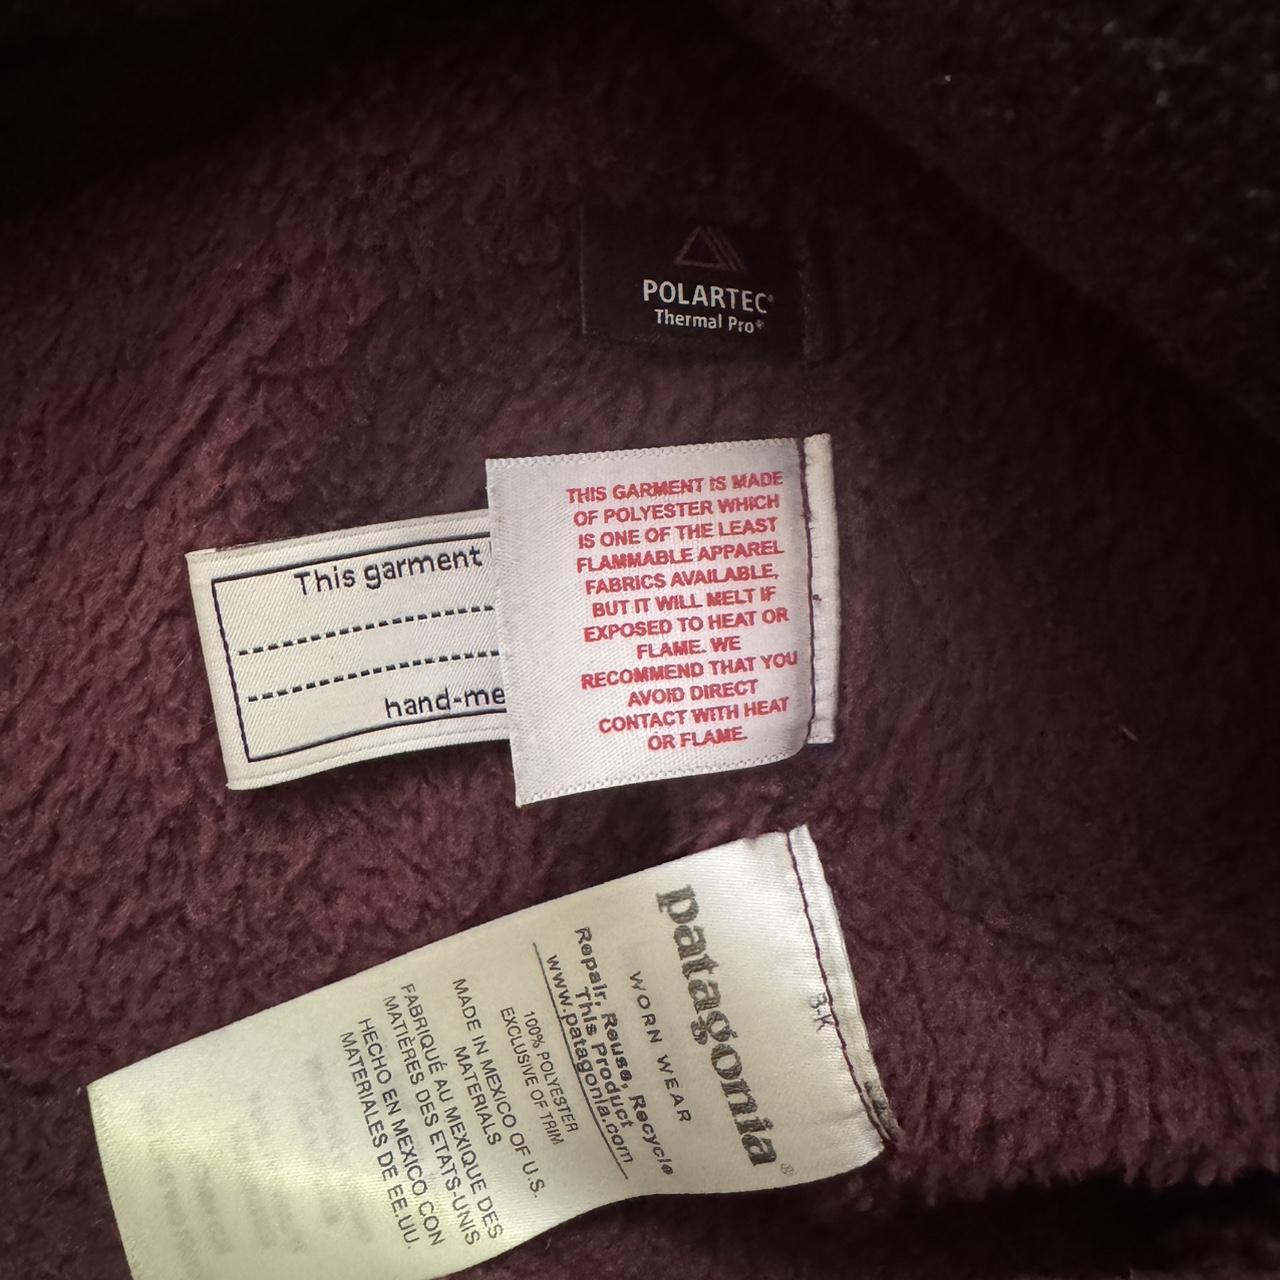 POLARTEC®
Thermal Pro®
This garment
hand-me
THIS GARMENT IS MADE
OF POLYESTER WHICH
IS ONE OF THE LEAST
FLAMMABLE APPAREL
FABRICS AVAILABLE,
BUT IT WILL MELT IF
EXPOSED TO HEAT OR
FLAME. WE
RECOMMEND THAT YOU
AVOID DIRECT
CONTACT WITH HEAT
OR FLAME.
3-K
patagonia®
WORN WEAR
Repair, Reuse, Recycle
This Product
www.patagonia.com
100% POLYESTER
EXCLUSIVE OF TRIM
MADE IN MEXICO OF U.S.
MATERIALS
FABRIQUÉ AU MEXIQUE DES
MATIÈRES DES ETATS-UNIS
HECHO EN MEXICO CON
MATERIALES DE EE.UU.